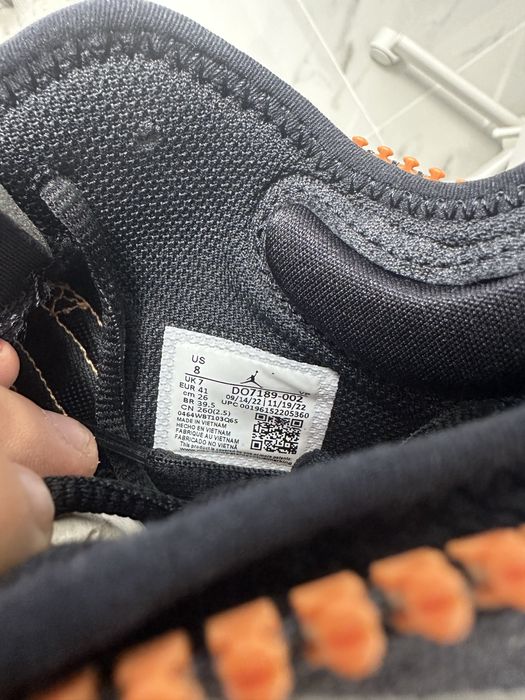 US
8
UK 7
EUR 41
cm 26
BR 39.5
CN 260(2.5)
DO7189-002
09/14/22 11/19/22
UPC 00196152205360
0464WBT103Q65
MADE IN VIETNAM
HECHO EN VIETNAM
FABRIQUÉ AU VIETNAM
FABRICADO NO VIETNÃ